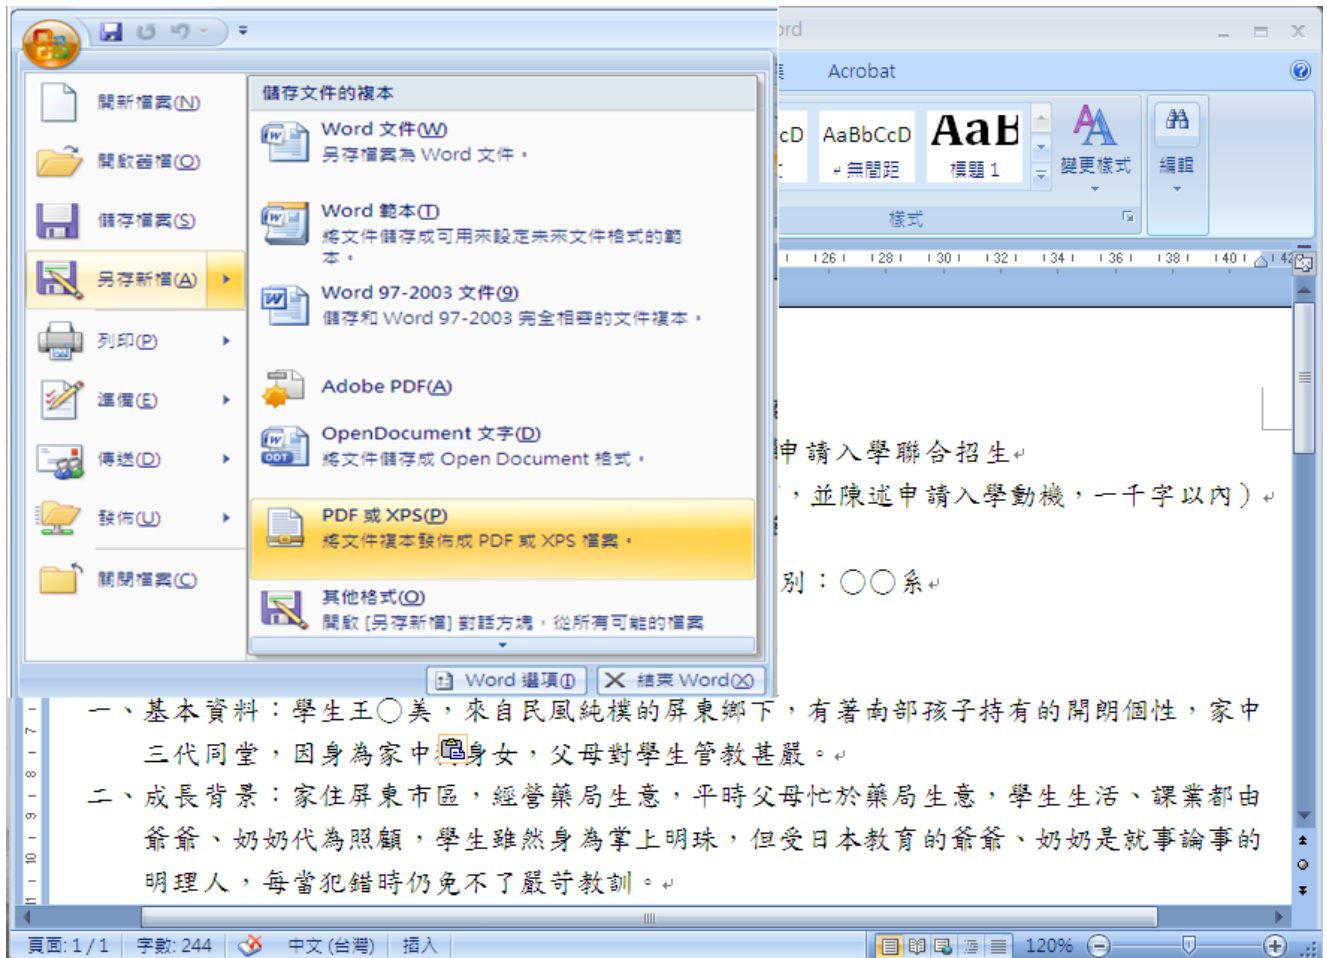 ord
Acrobat
開新檔案(N)
開啟舊檔(O)
儲存檔案(S)
另存新檔(A)
列印(P)
準備(E)
傳送(D)
發佈(U)
關閉檔案(C)
儲存文件的複本
Word 文件(W)
另存檔案為 Word 文件。
Word 範本(T)
將文件儲存成可用來設定未來文件格式的範
本。
Word 97-2003 文件(9)
儲存和 Word 97-2003 完全相容的文件複本。
Adobe PDF(A)
OpenDocument 文字(D)
將文件儲存成 Open Document 格式。
PDF 或 XPS(P)
將文件複本發佈成 PDF 或 XPS 檔案。
其他格式(O)
開啟 [另存新檔] 對話方塊，從所有可能的檔案
Word 選項(I)
結束 Word(X)
cD AaBbCcD AaB
無間距 標題 1 變更樣式 編輯
樣式
26 28 30 32 34 36 38 40 42
申請入學聯合招生
，並陳述申請入學動機，一千字以內）
別：○○系
一、基本資料：學生王○美，來自民風純樸的屏東鄉下，有著南部孩子持有的開朗個性，家中
三代同堂，因身為家中身女，父母對學生管教甚嚴。
二、成長背景：家住屏東市區，經營藥局生意，平時父母忙於藥局生意，學生生活、課業都由
爺爺、奶奶代為照顧，學生雖然身為掌上明珠，但受日本教育的爺爺、奶奶是就事論事的
明理人，每當犯錯時仍免不了嚴苛教訓。
7 8 9 10 11
頁面: 1 / 1 字數: 244 中文 (台灣) 插入 120%